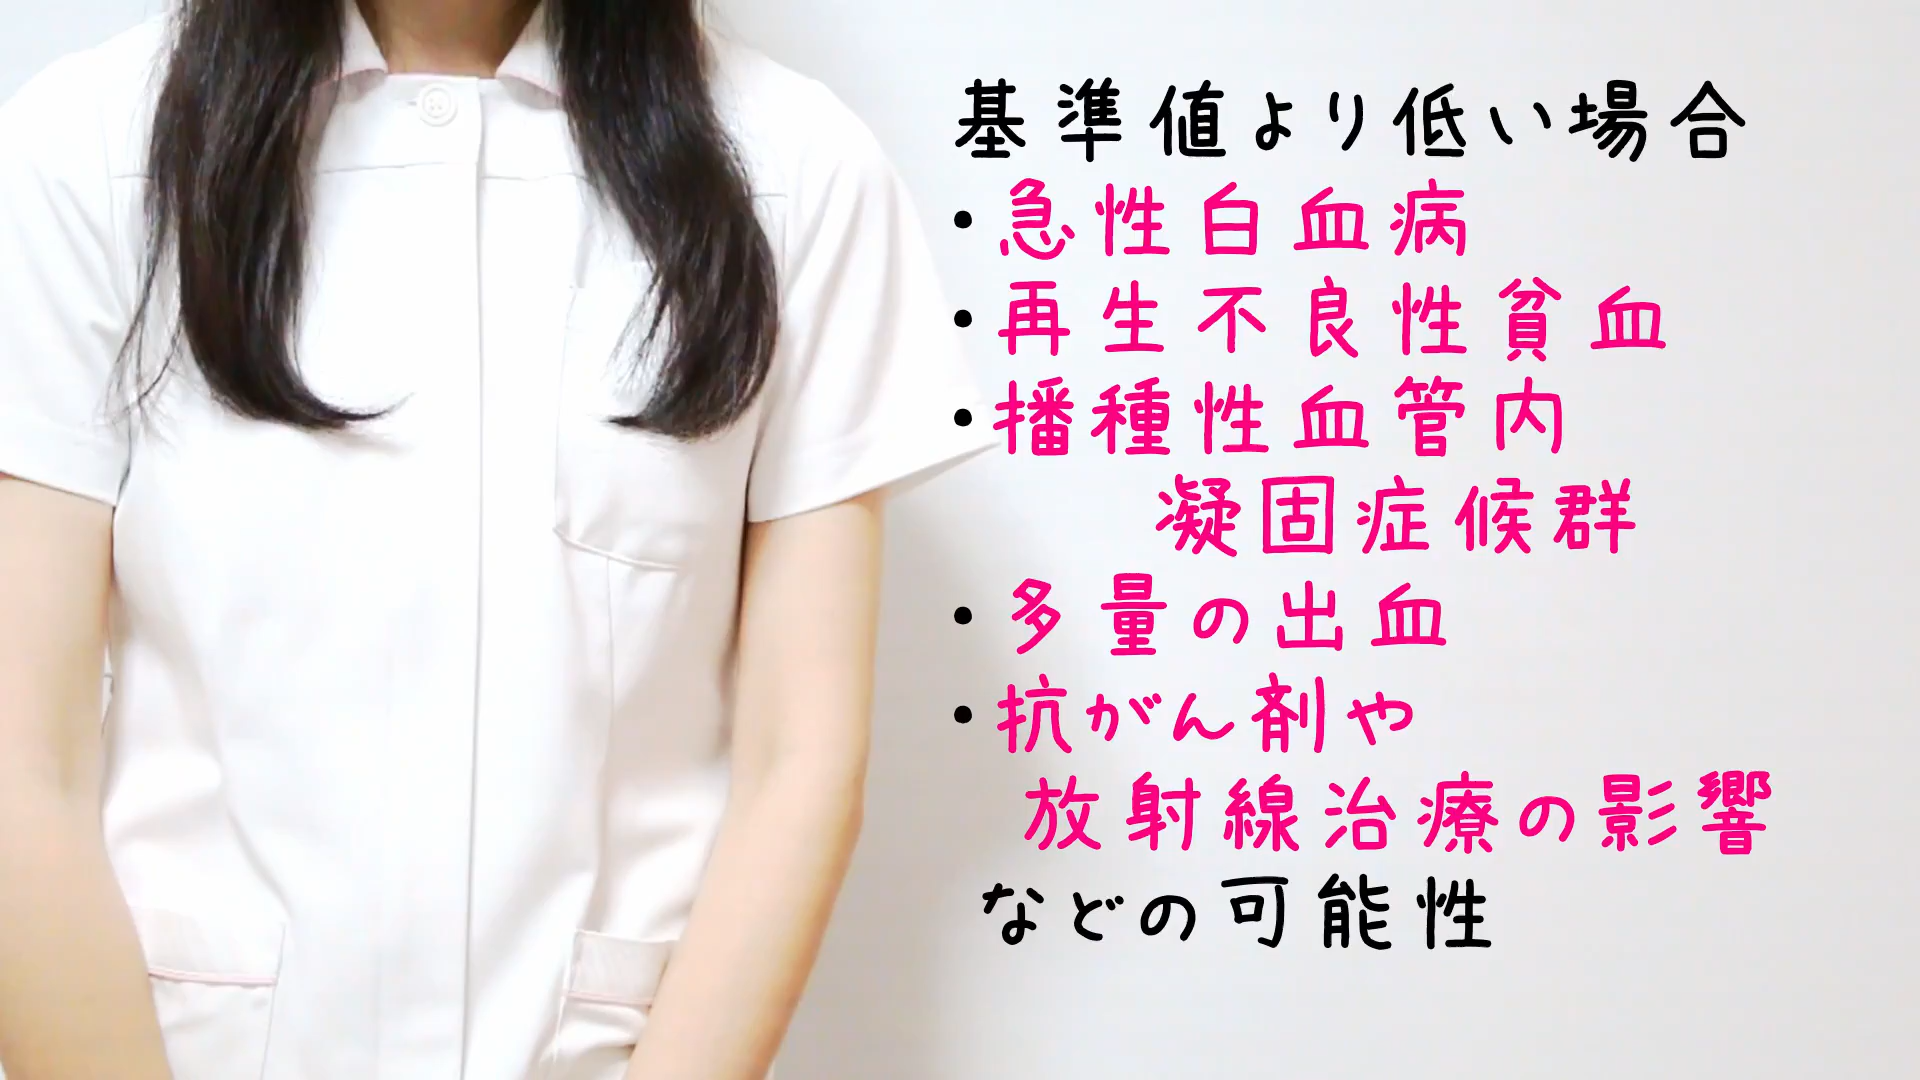 基準値より低い場合
・急性白血病
・再生不良性貧血
・播種性血管内
凝固症候群
・多量の出血
・抗がん剤や
放射線治療の影響
などの可能性